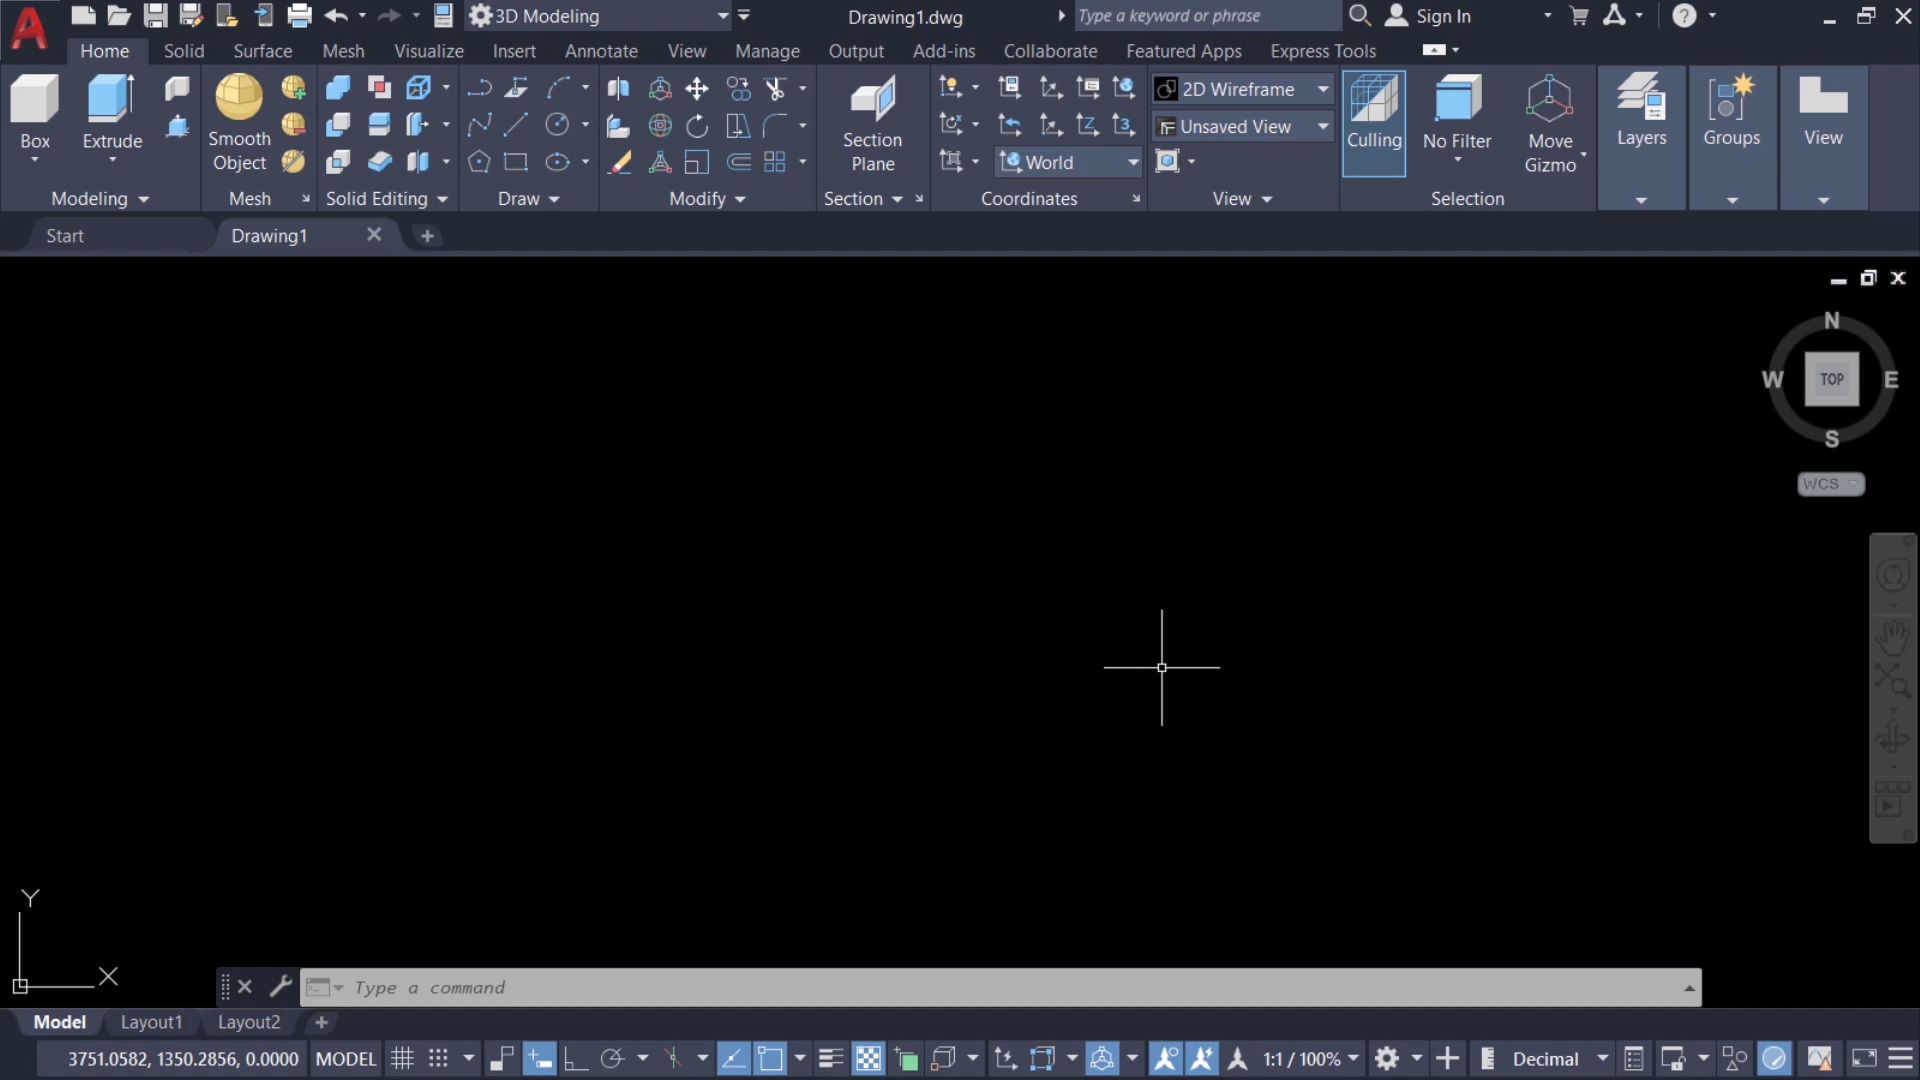 3D Modeling Drawing1.dwg Type a keyword or phrase Sign In
Home Solid Surface Mesh Visualize Insert Annotate View Manage Output Add-ins Collaborate Featured Apps Express Tools
Box Extrude Smooth Object Section Plane World 2D Wireframe Unsaved View Culling No Filter Move Gizmo Layers Groups View
Modeling Mesh Solid Editing Draw Modify Section Coordinates View Selection
Start Drawing1
N
W TOP E
S
WCS
Y
X
Type a command
Model Layout1 Layout2
3751.0582, 1350.2856, 0.0000 MODEL 1:1 / 100% Decimal